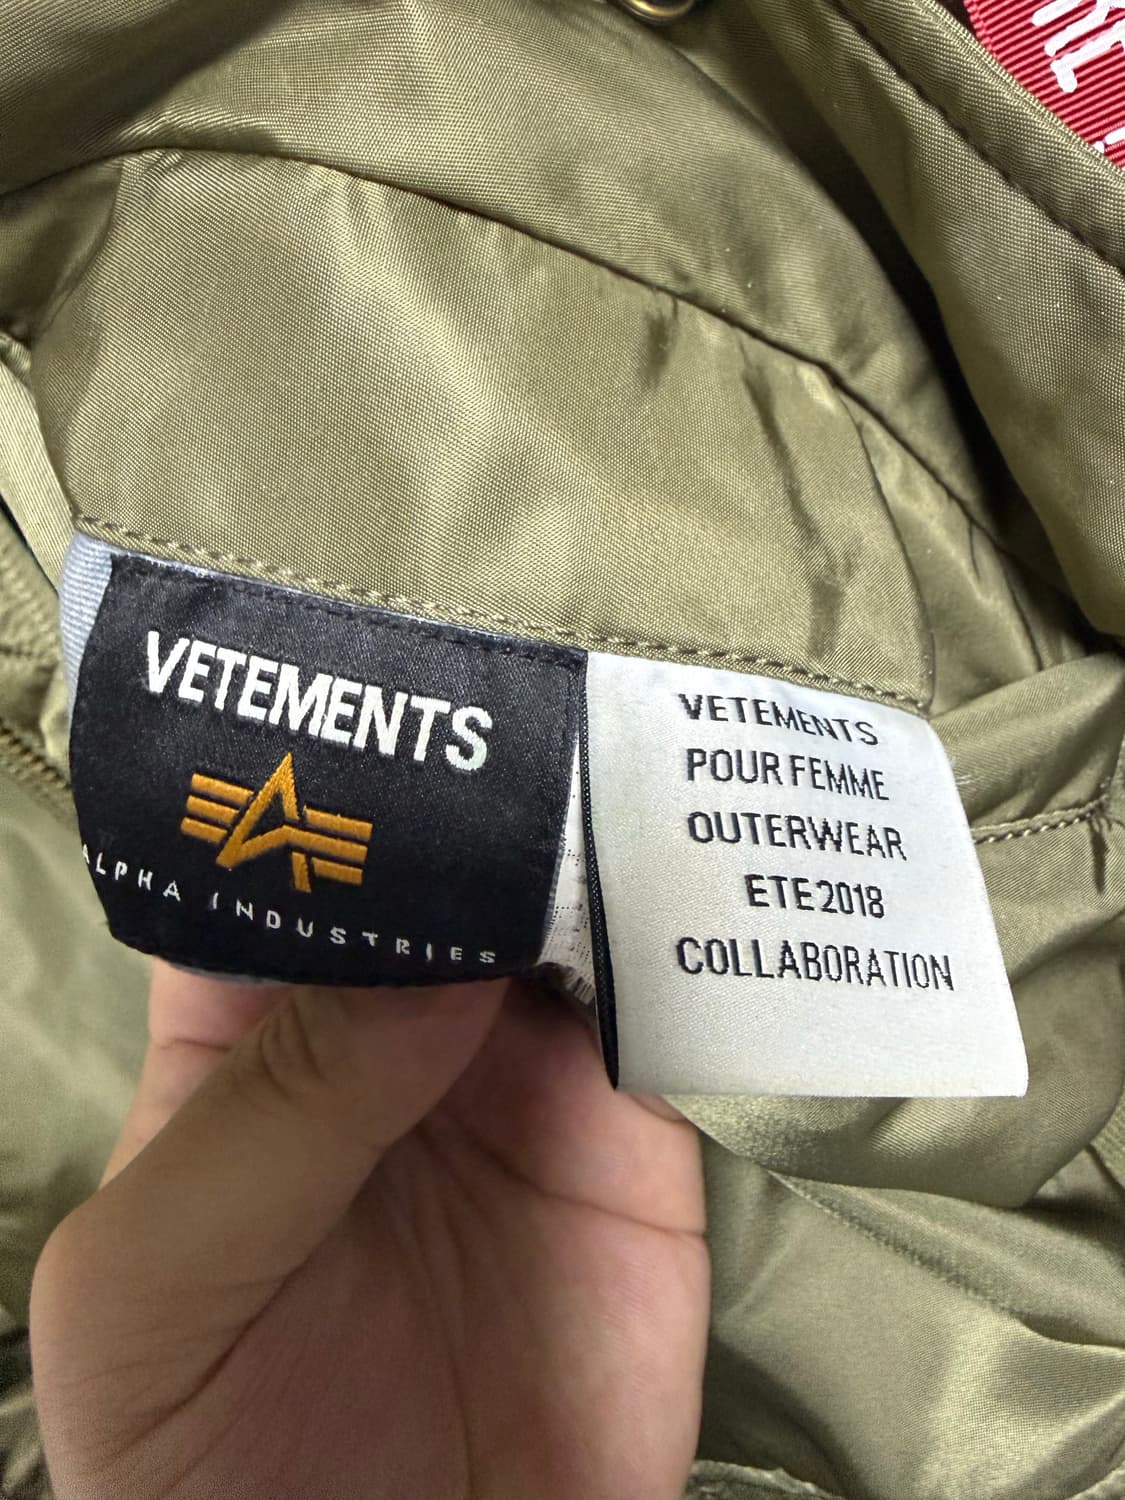 VETEMENTS
ALPHA INDUSTRIES
VETEMENTS
POUR FEMME
OUTERWEAR
ETE 2018
COLLABORATION